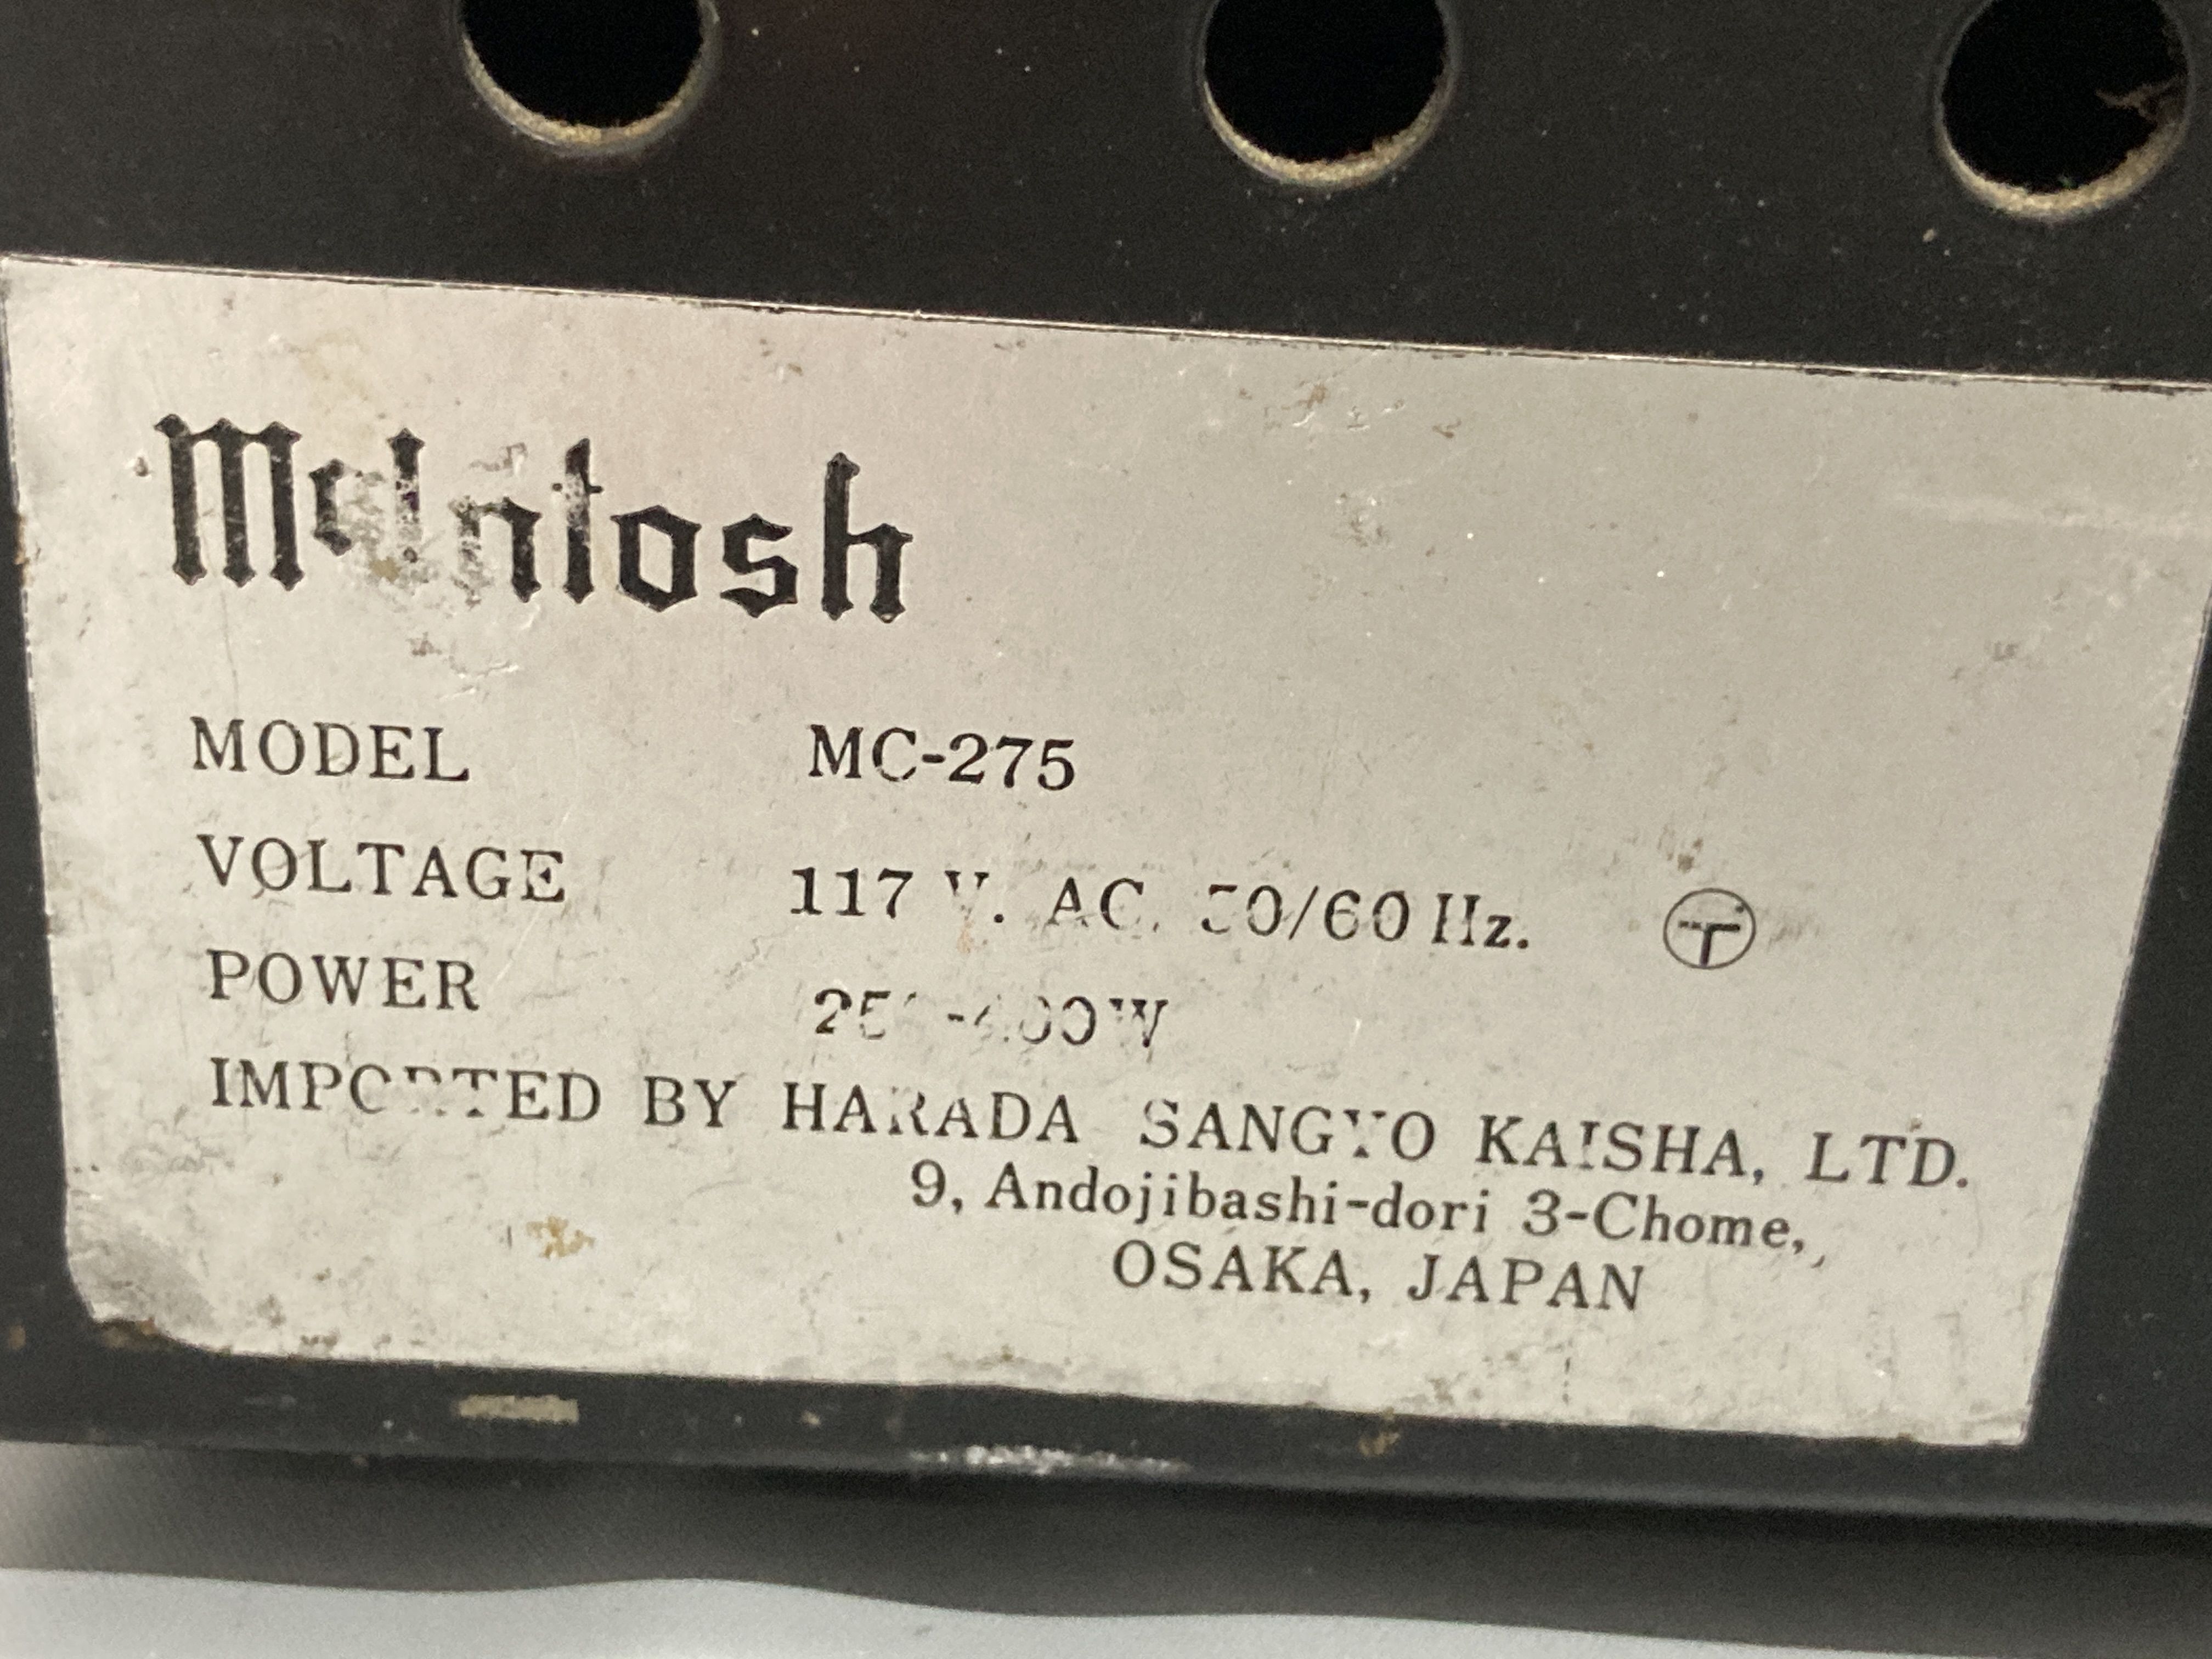 McIntosh
MODEL MC-275
VOLTAGE 117 V. AC. 50/60 Hz. T
POWER
IMPORTED BY HARADA SANGYO KAISHA, LTD.
9, Andojibashi-dori 3-Chome,
OSAKA, JAPAN